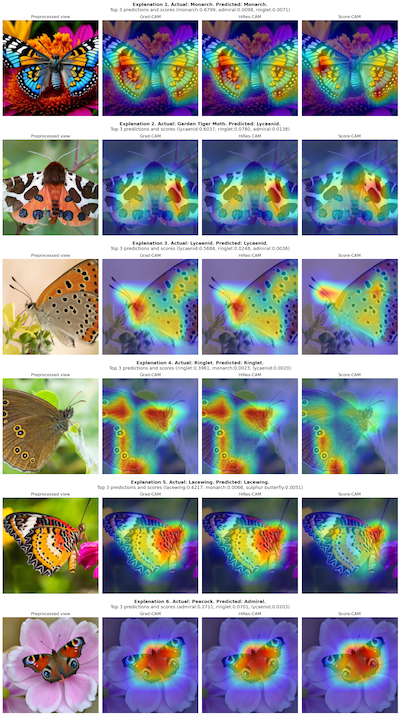 Explanation 1. Actual: Monarch. Predicted: Monarch.
Top 3 predictions and scores (monarch:0.6799, admiral:0.0098, ringlet:0.0071)
Preprocessed view Grad-CAM HiRes-CAM Score-CAM
Explanation 2. Actual: Garden Tiger Moth. Predicted: Lycaenid.
Top 3 predictions and scores (lycaenid:0.6037, ringlet:0.0780, admiral:0.0138)
Preprocessed view Grad-CAM HiRes-CAM Score-CAM
Explanation 3. Actual: Lycaenid. Predicted: Lycaenid.
Top 3 predictions and scores (lycaenid:0.5684, ringlet:0.0248, admiral:0.0036)
Preprocessed view Grad-CAM HiRes-CAM Score-CAM
Explanation 4. Actual: Ringlet. Predicted: Ringlet.
Top 3 predictions and scores (ringlet:0.3961, monarch:0.0023, lycaenid:0.0020)
Preprocessed view Grad-CAM HiRes-CAM Score-CAM
Explanation 5. Actual: Lacewing. Predicted: Lacewing.
Top 3 predictions and scores (lacewing:0.4217, monarch:0.0066, sulphur butterfly:0.0051)
Preprocessed view Grad-CAM HiRes-CAM Score-CAM
Explanation 6. Actual: Peacock. Predicted: Admiral.
Top 3 predictions and scores (admiral:0.2711, ringlet:0.0701, lycaenid:0.0203)
Preprocessed view Grad-CAM HiRes-CAM Score-CAM